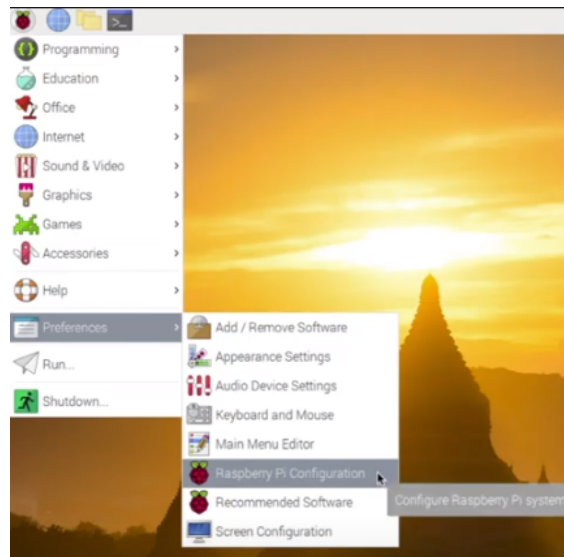 Programming
Education
Office
Internet
Sound & Video
Graphics
Games
Accessories
Help
Preferences
Run...
Shutdown...
Add / Remove Software
Appearance Settings
Audio Device Settings
Keyboard and Mouse
Main Menu Editor
Raspberry Pi Configuration
Recommended Software
Screen Configuration
Configure Raspberry Pi system